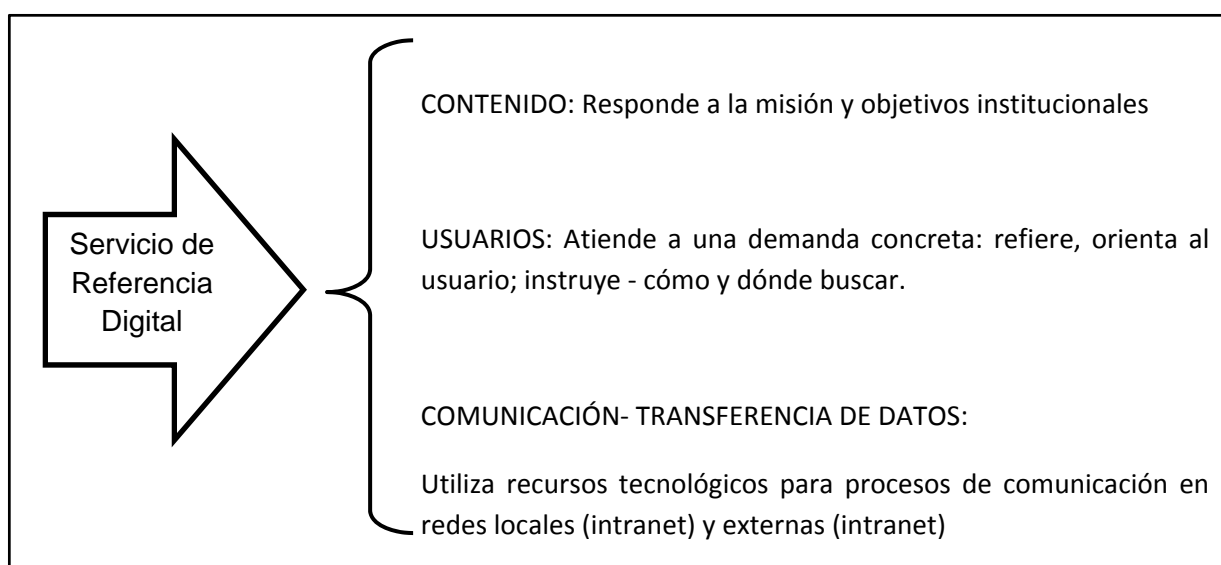 Servicio de
Referencia
Digital
CONTENIDO: Responde a la misión y objetivos institucionales
USUARIOS: Atiende a una demanda concreta: refiere, orienta al
usuario; instruye - cómo y dónde buscar.
COMUNICACIÓN- TRANSFERENCIA DE DATOS:
Utiliza recursos tecnológicos para procesos de comunicación en
redes locales (intranet) y externas (intranet)